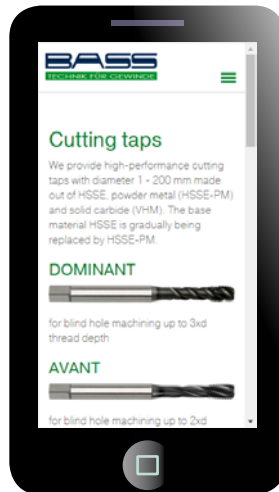 BASS
TECHNIK FÜR GEWINDE
Cutting taps
We provide high-performance cutting
taps with diameter 1 - 200 mm made
out of HSSE, powder metal (HSSE-PM)
and solid carbide (VHM). The base
material HSSE is gradually being
replaced by HSSE-PM.
DOMINANT
for blind hole machining up to 3xd
thread depth
AVANT
for blind hole machining up to 2xd